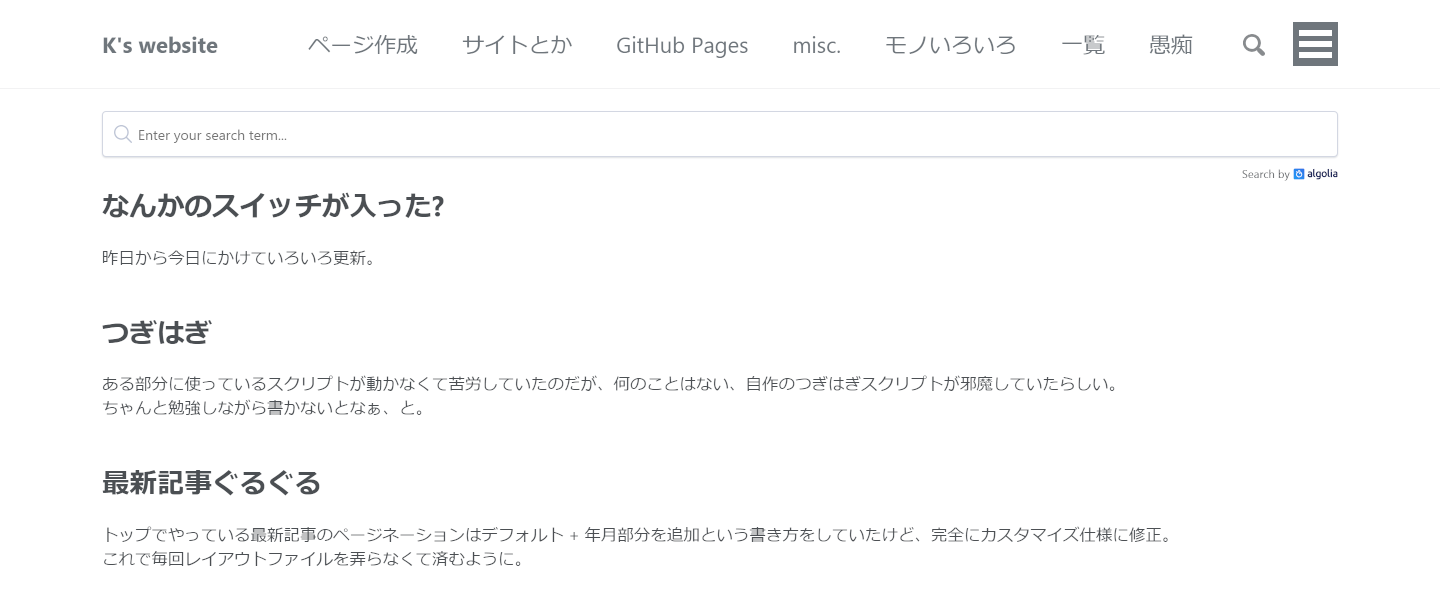 K's website ページ作成 サイトとか GitHub Pages misc. モノいろいろ 一覧 愚痴
Enter your search term...
Search by algolia
なんかのスイッチが入った?
昨日から今日にかけていろいろ更新。
つぎはぎ
ある部分に使っているスクリプトが動かなくて苦労していたのだが、何のことはない、自作のつぎはぎスクリプトが邪魔していたらしい。
ちゃんと勉強しながら書かないとなぁ、と。
最新記事ぐるぐる
トップでやっている最新記事のページネーションはデフォルト + 年月部分を追加という書き方をしていたけど、完全にカスタマイズ仕様に修正。
これで毎回レイアウトファイルを弄らなくて済むように。